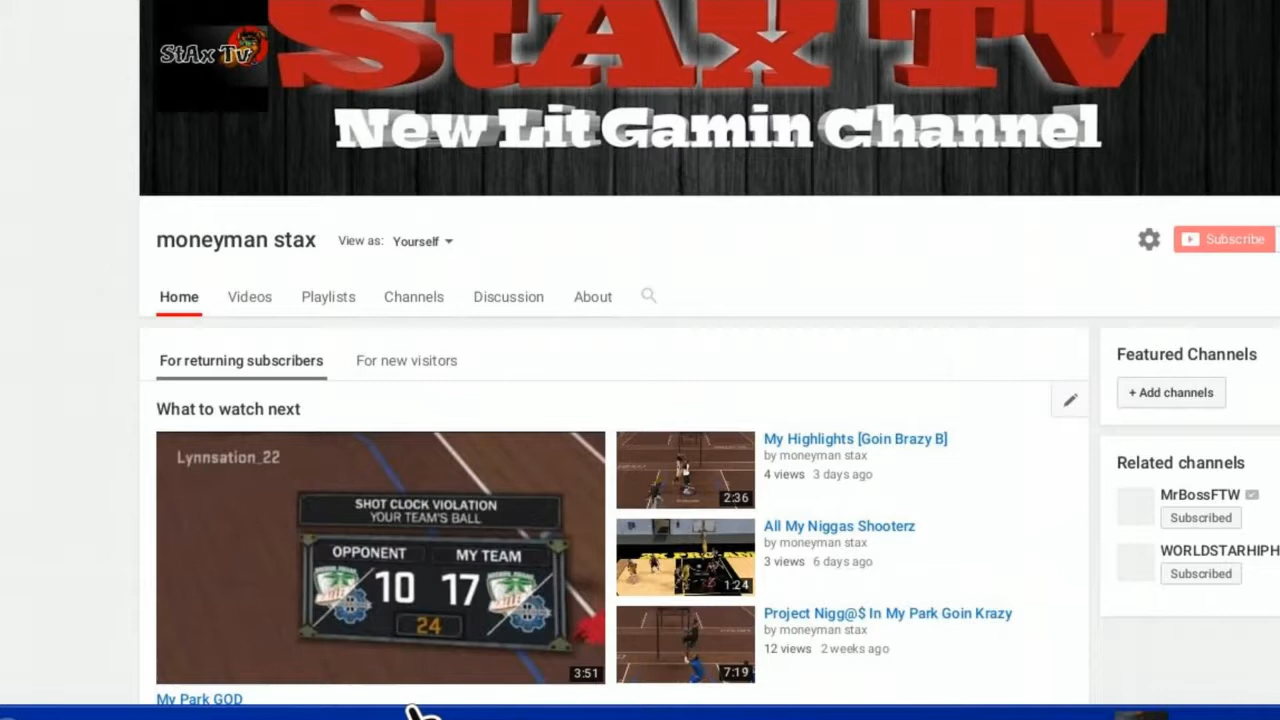 StAx Tv
StAx Tv
New Lit Gamin Channel
moneyman stax
View as: Yourself
Subscribe
Home
Videos
Playlists
Channels
Discussion
About
For returning subscribers
For new visitors
What to watch next
Lynnsation_22
SHOT CLOCK VIOLATION
YOUR TEAM'S BALL
OPPONENT
MY TEAM
10
17
24
3:51
My Park GOD
2:36
My Highlights [Goin Brazy B]
by moneyman stax
4 views 3 days ago
1:24
All My Niggas Shooterz
by moneyman stax
3 views 6 days ago
7:19
Project Nigg@$ In My Park Goin Krazy
by moneyman stax
12 views 2 weeks ago
Featured Channels
+ Add channels
Related channels
MrBossFTW
Subscribed
WORLDSTARHIPH
Subscribed